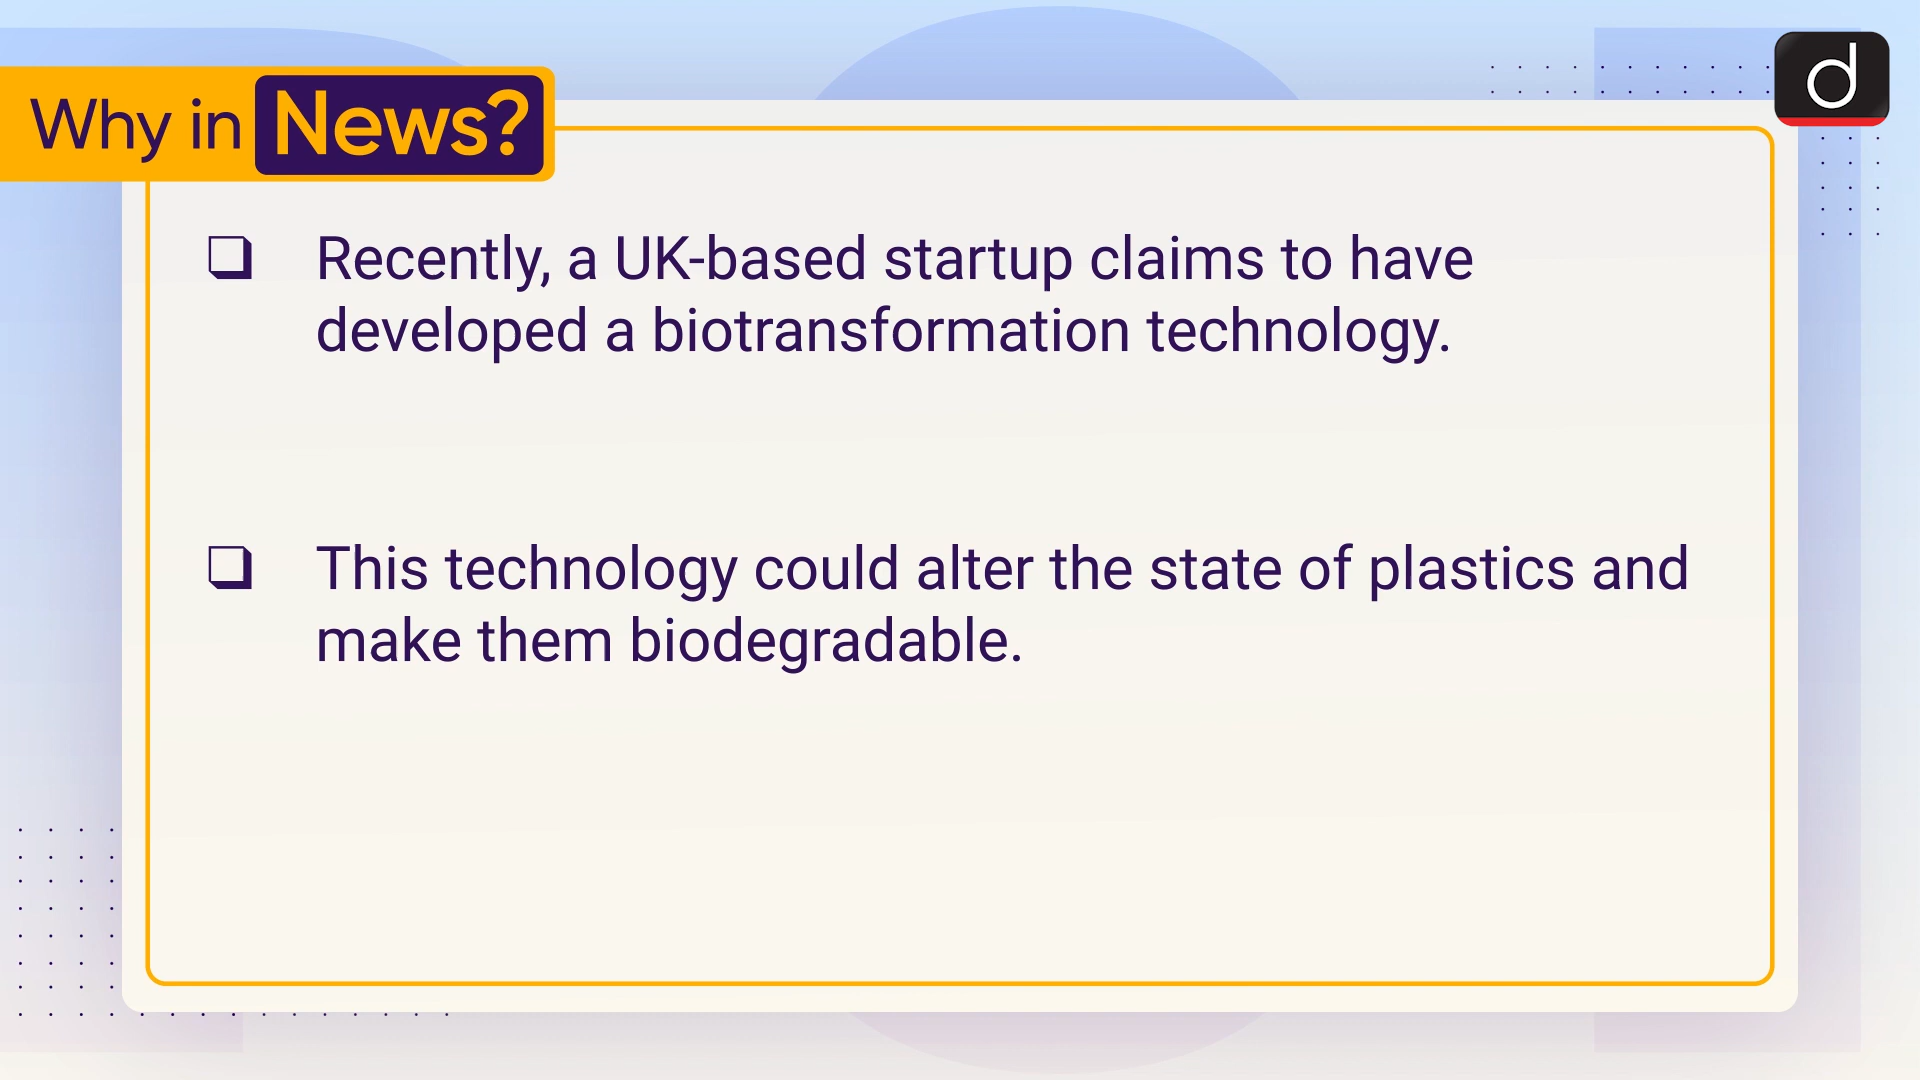 Why in News?
Recently, a UK-based startup claims to have
developed a biotransformation technology.
This technology could alter the state of plastics and
make them biodegradable.
d